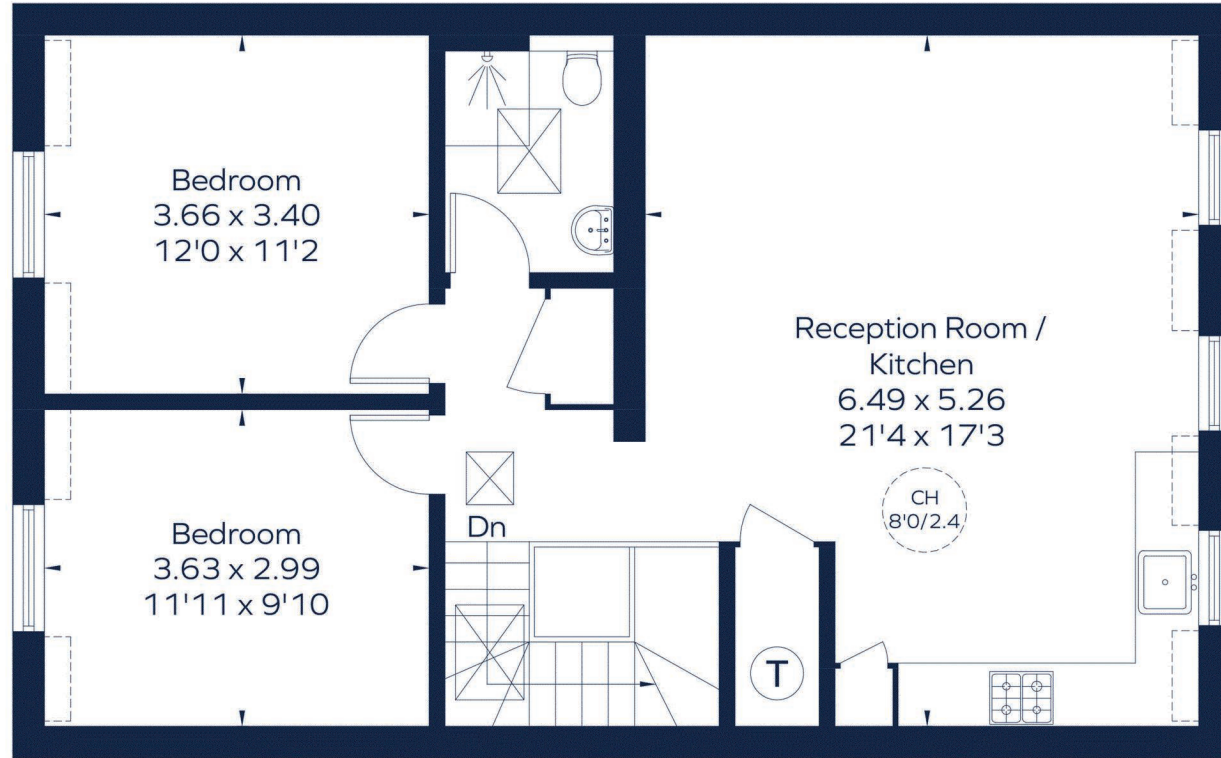 Bedroom
3.66 x 3.40
12'0 x 11'2
Reception Room /
Kitchen
6.49 x 5.26
21'4 x 17'3
CH
8'0/2.4
Dn
Bedroom
3.63 x 2.99
11'11 x 9'10
T